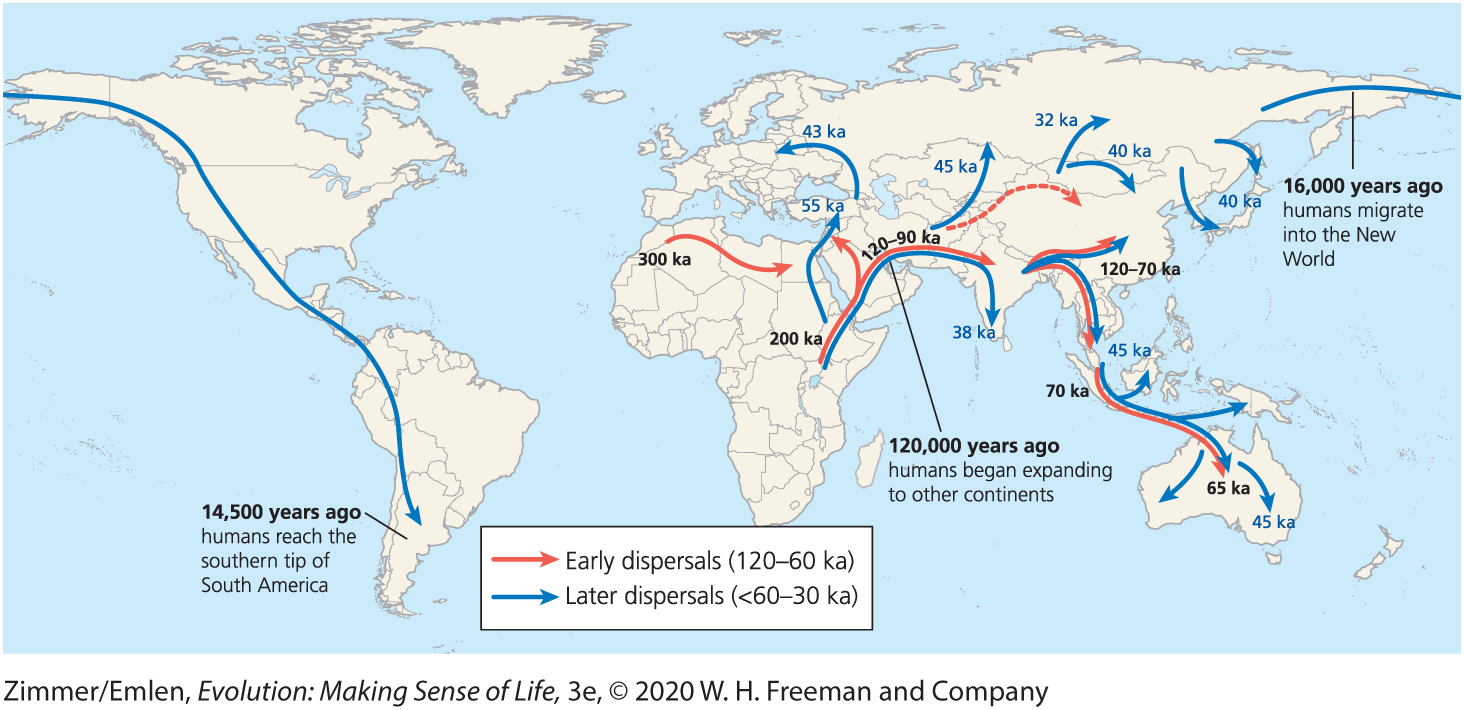 43 ka
32 ka
40 ka
45 ka
16,000 years ago
humans migrate
into the New
World
40 ka
55 ka
120–90 ka
300 ka
120–70 ka
200 ka
38 ka
45 ka
70 ka
120,000 years ago
humans began expanding
to other continents
65 ka
45 ka
14,500 years ago
humans reach the
southern tip of
South America
Early dispersals (120–60 ka)
Later dispersals (<60–30 ka)
Zimmer/Emlen, Evolution: Making Sense of Life, 3e, © 2020 W. H. Freeman and Company